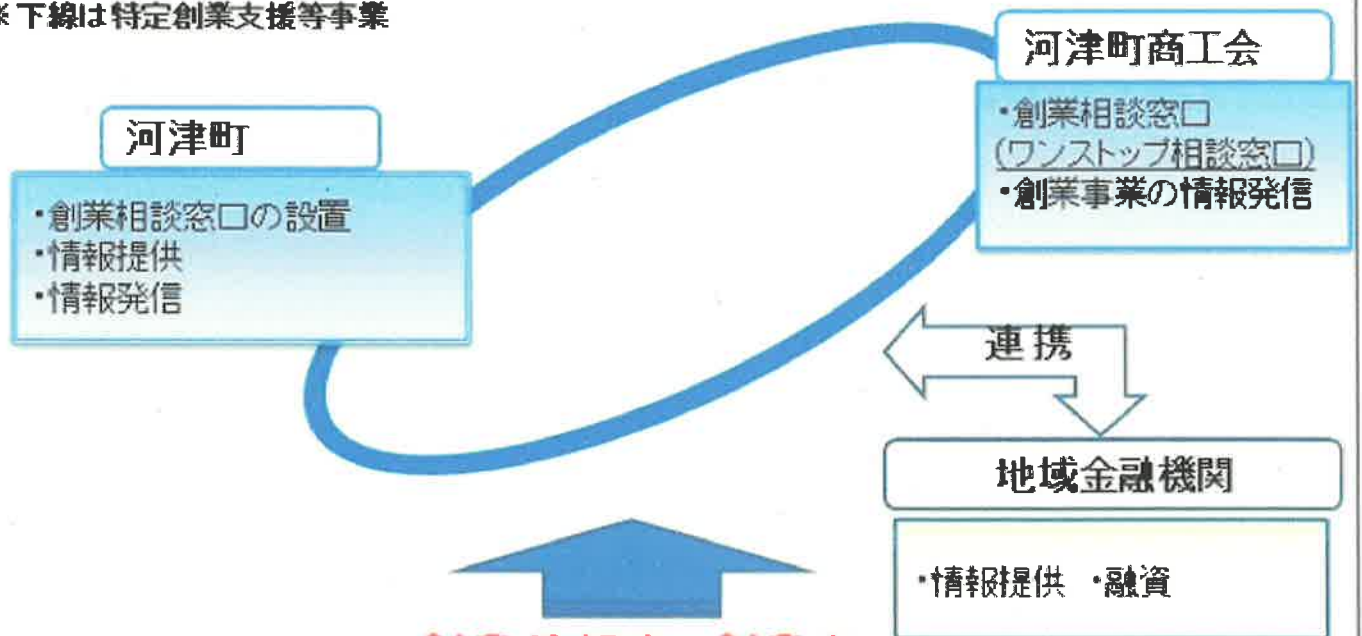 ※下線は特定創業支援等事業
河津町
・創業相談窓口の設置
・情報提供
・情報発信
河津町商工会
・創業相談窓口
(ワンストップ相談窓口)
・創業事業の情報発信
連携
地域金融機関
・情報提供 ・融資